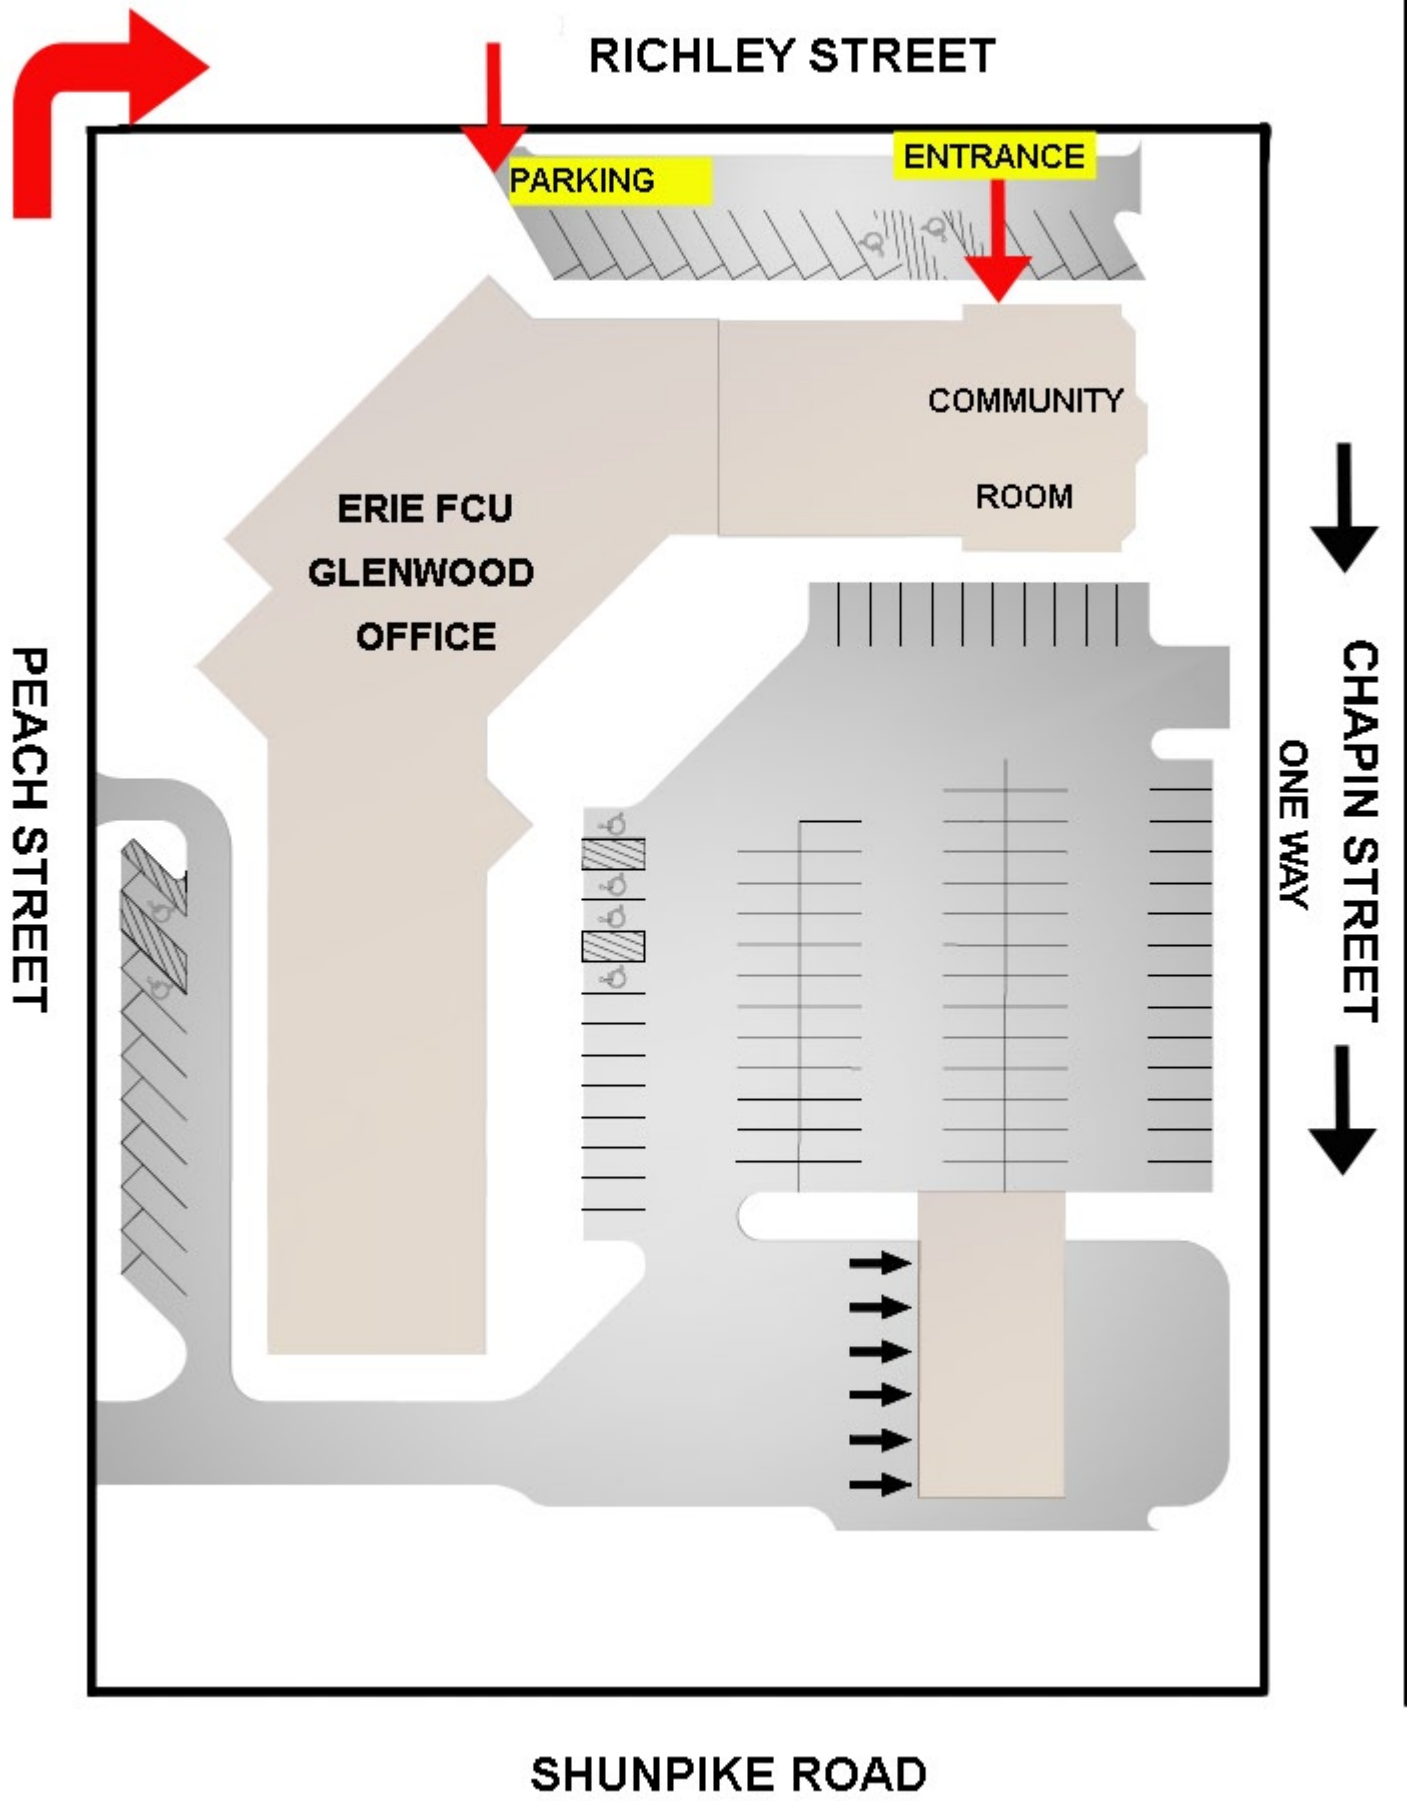 RICHLEY STREET
PARKING
ENTRANCE
COMMUNITY
ROOM
ERIE FCU
GLENWOOD
OFFICE
PEACH STREET
CHAPIN STREET
ONE WAY
SHUNPIKE ROAD